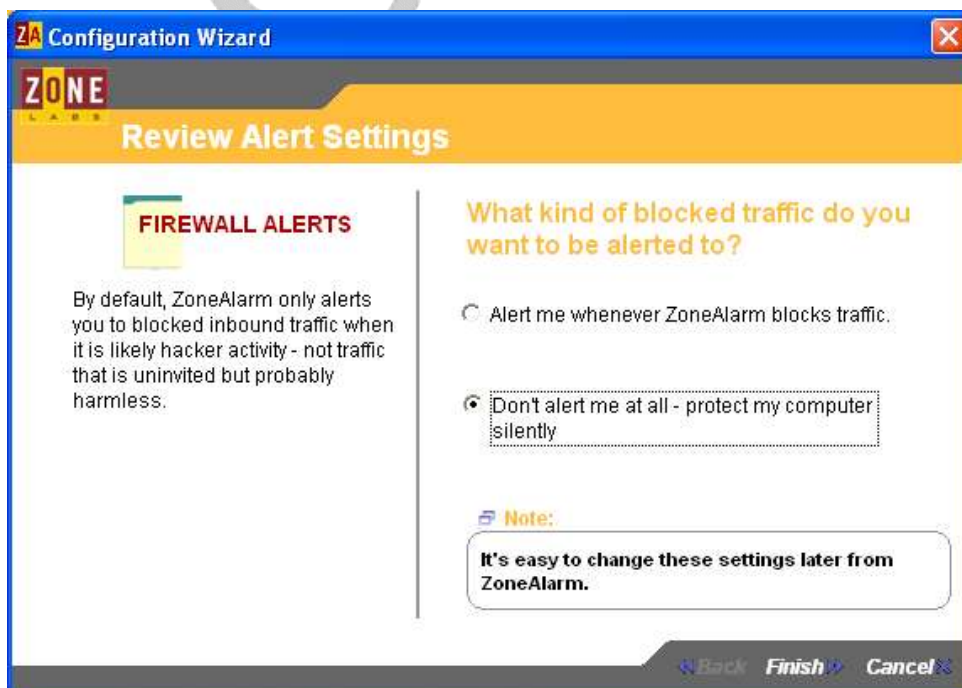 ZA Configuration Wizard
ZONE
LABS
Review Alert Settings
FIREWALL ALERTS
By default, ZoneAlarm only alerts
you to blocked inbound traffic when
it is likely hacker activity - not traffic
that is uninvited but probably
harmless.
What kind of blocked traffic do you
want to be alerted to?
Alert me whenever ZoneAlarm blocks traffic.
Don't alert me at all - protect my computer
silently
Note:
It's easy to change these settings later from
ZoneAlarm.
Back Finish Cancel